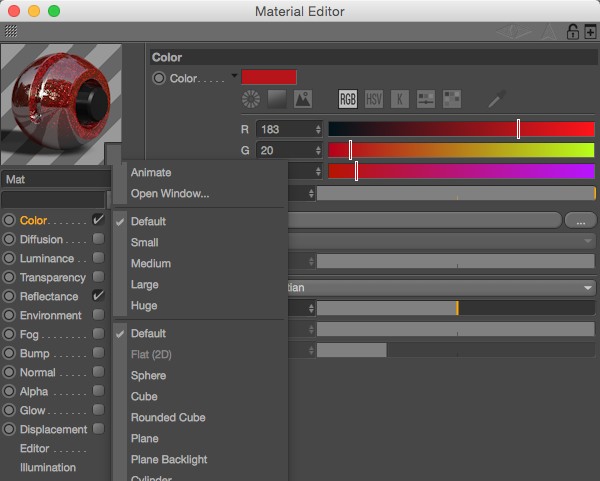 Material Editor
Color
Color. . . . .
RGB HSV K
R 183
G 20
Mat
Animate
Open Window...
Default
Small
Medium
Large
Huge
Default
Flat (2D)
Sphere
Cube
Rounded Cube
Plane
Plane Backlight
Cylinder
...
tian
Color. . . . . . .
Diffusion . . . .
Luminance . .
Transparency
Reflectance
Environment
Fog . . . . . . . .
Bump . . . . . .
Normal . . . . .
Alpha . . . . . .
Glow . . . . . . .
Displacement
Editor . . . . . .
Illumination